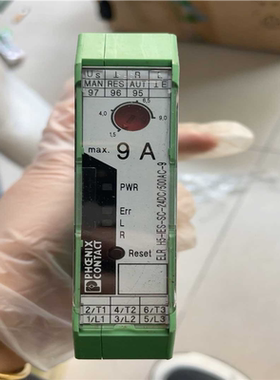 Us ⊥ R I
MAN RES AUT IE
97 96 95
4,0 6,5
1,5 9,0
max. 9 A
PWR
Err
L
R
Reset
PHŒNIX
CONTACT
ELR H5-IES-SC-24DC/500AC-9
2/T1 4/T2 6/T3
1/L1 3/L2 5/L3